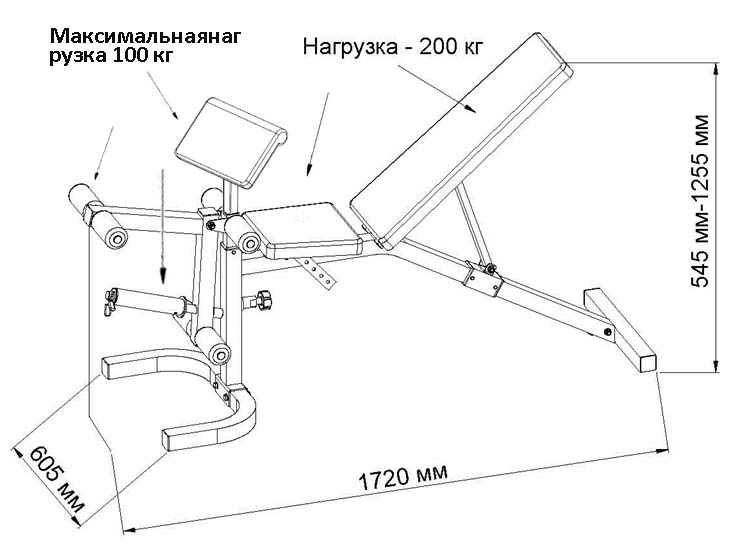 Максимальнаянаг
рузка 100 кг
Нагрузка - 200 кг
545 мм-1255 мм
605 мм
1720 мм